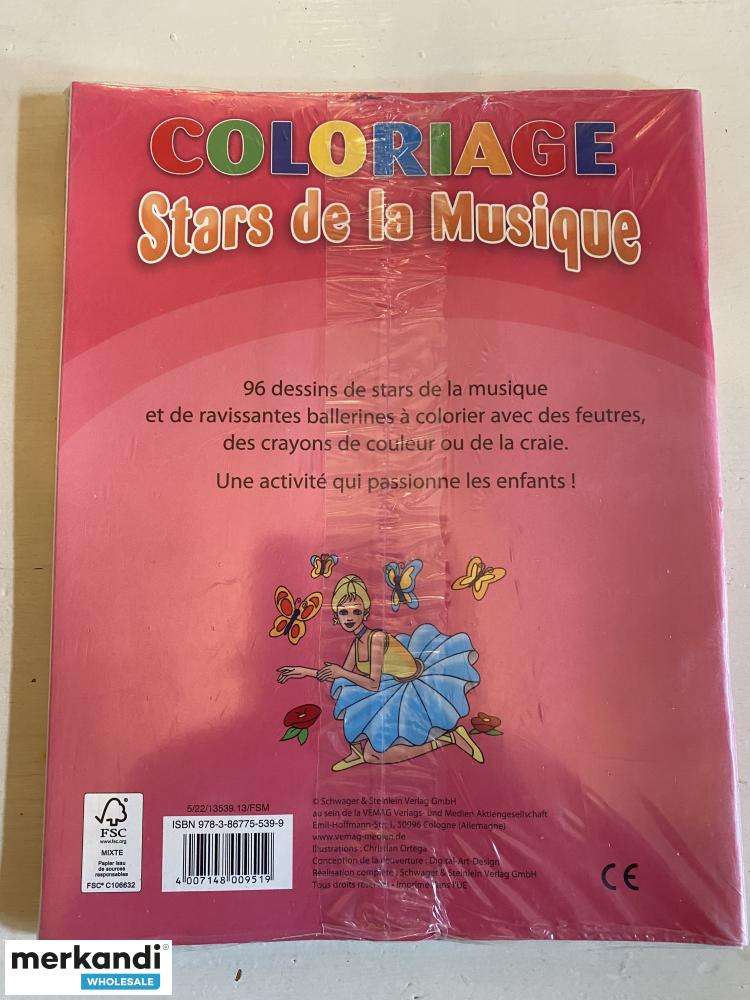 COLORIAGE
Stars de la Musique
96 dessins de stars de la musique
et de ravissantes ballerines à colorier avec des feutres,
des crayons de couleur ou de la craie.
Une activité qui passionne les enfants !
5/22/13539.13/FSM
ISBN 978-3-86775-539-9
4 007148 009519
FSC
www.fsc.org
MIXTE
Papier issu
de sources
responsables
FSC® C106632
© Schwager & Steinlein Verlag GmbH
au sein de la VEMAG Verlags- und Medien Aktiengesellschaft
Emil-Hoffmann-Str. 1, 50996 Cologne (Allemagne)
www.vemag-medien.de
Illustrations : Christian Ortega
Conception de la couverture : Digital-Art-Design
Réalisation complète : Schwager & Steinlein Verlag GmbH
Tous droits réservés - Imprimé dans l'UE
CE
merkandi
WHOLESALE